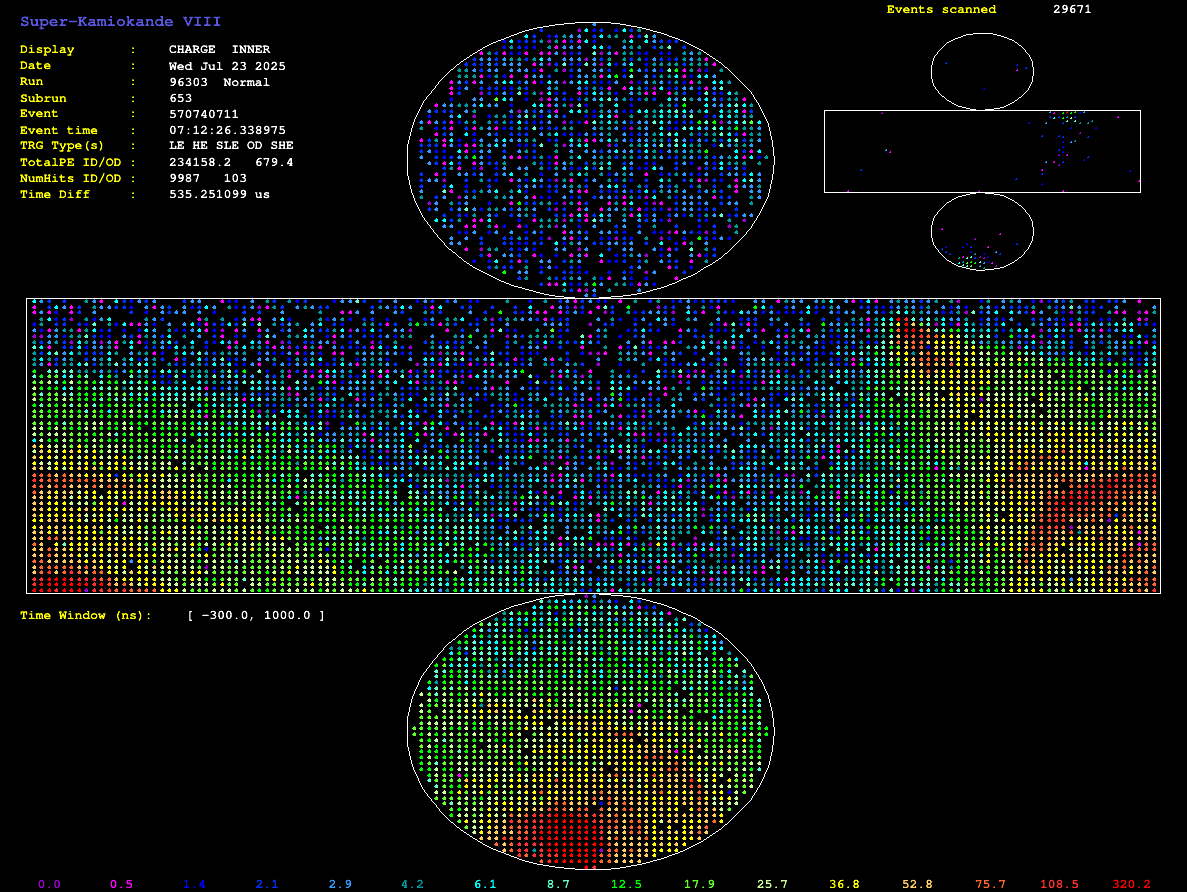 Super-Kamiokande VIII
Events scanned 29671
Display : CHARGE INNER
Date : Wed Jul 23 2025
Run : 96303 Normal
Subrun : 653
Event : 570740711
Event time : 07:12:26.338975
TRG Type(s) : LE HE SLE OD SHE
TotalPE ID/OD : 234158.2 679.4
NumHits ID/OD : 9987 103
Time Diff : 535.251099 us
Time Window (ns): [ -300.0, 1000.0 ]
0.0 0.5 1.4 2.1 2.9 4.2 6.1 8.7 12.5 17.9 25.7 36.8 52.8 75.7 108.5 320.2